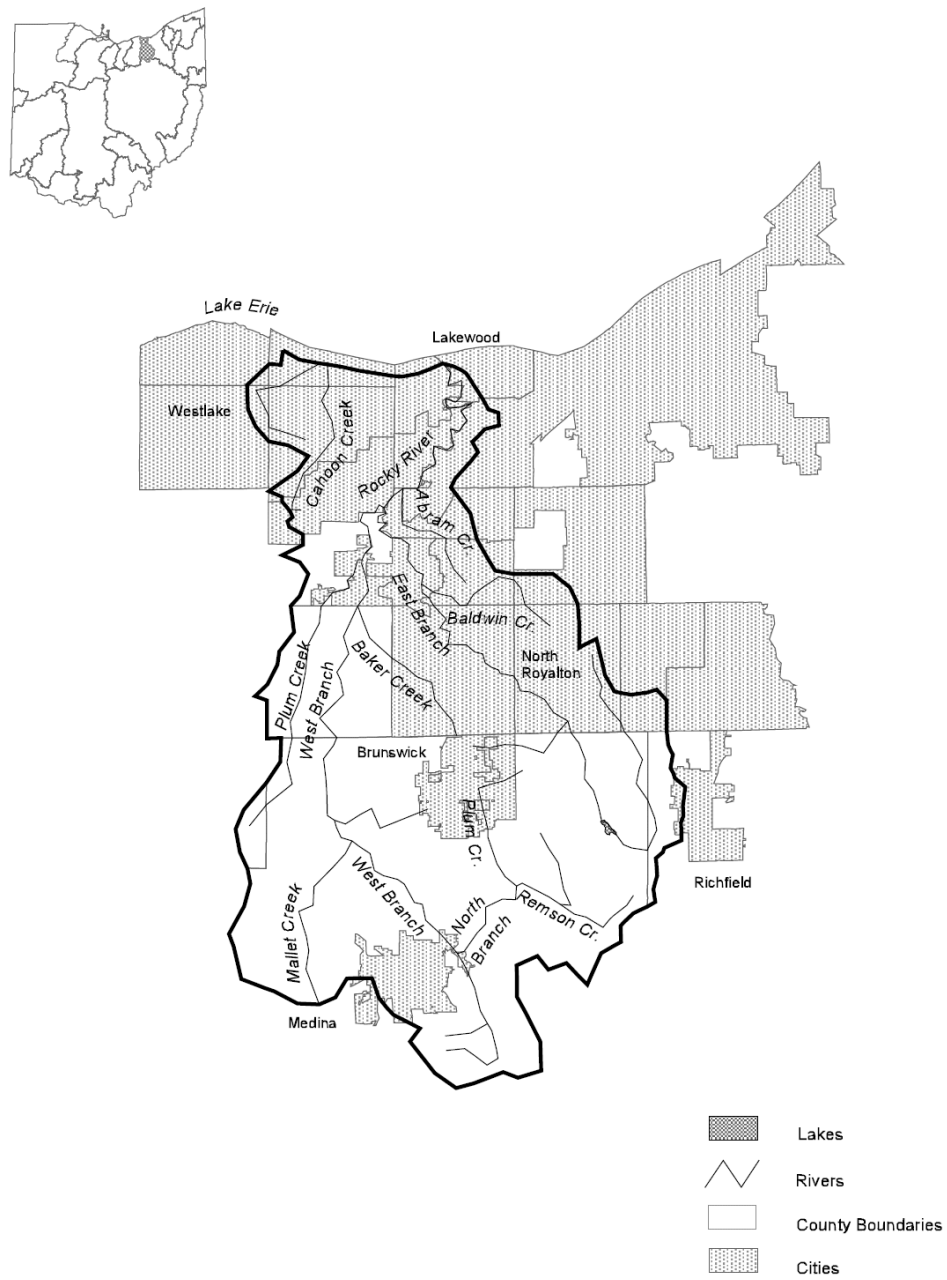 Lake Erie
Lakewood
Westlake
Cahoon Creek
Rocky River
Abram Cr
East Branch
Baldwin Cr.
North
Royalton
Plum Creek
West Branch
Baker Creek
Brunswick
Plum Cr.
Richfield
West Branch
North
Branch
Remson Cr.
Mallet Creek
Medina
Lakes
Rivers
County Boundaries
Cities